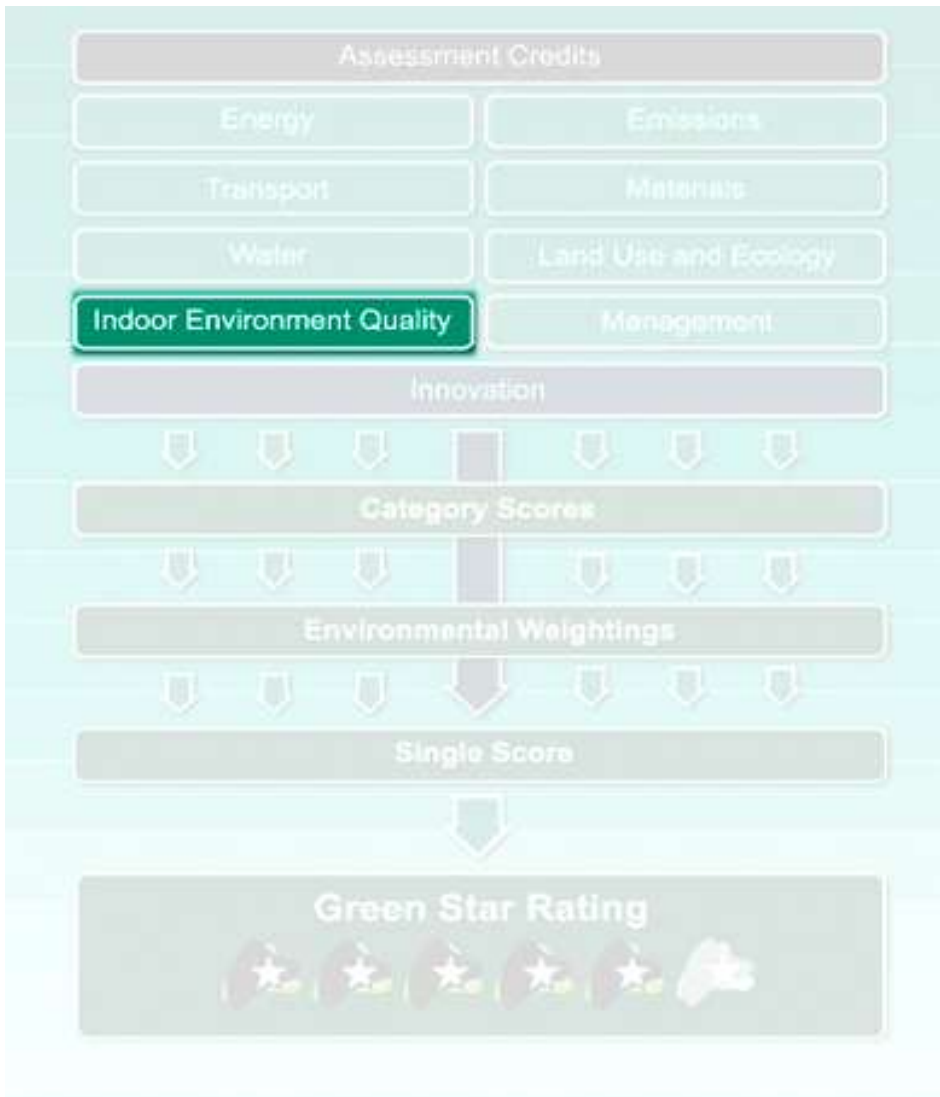 Assessment Credits
Energy
Emissions
Transport
Materials
Water
Land Use and Ecology
Indoor Environment Quality
Management
Innovation
Category Scores
Environmental Weightings
Single Score
Green Star Rating